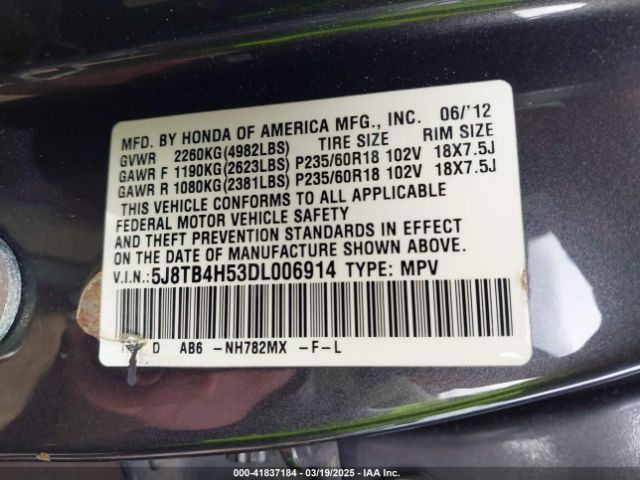 MFD. BY HONDA OF AMERICA MFG., INC. 06/'12
GVWR 2260KG(4982LBS) TIRE SIZE RIM SIZE
GAWR F 1190KG(2623LBS) P235/60R18 102V 18X7.5J
GAWR R 1080KG(2381LBS) P235/60R18 102V 18X7.5J
THIS VEHICLE CONFORMS TO ALL APPLICABLE
FEDERAL MOTOR VEHICLE SAFETY
AND THEFT PREVENTION STANDARDS IN EFFECT
ON THE DATE OF MANUFACTURE SHOWN ABOVE.
V.I.N.: 5J8TB4H53DL006914 TYPE: MPV
D AB6 -NH782MX -F-L
000-41837184 — 03/19/2025 — IAA Inc.